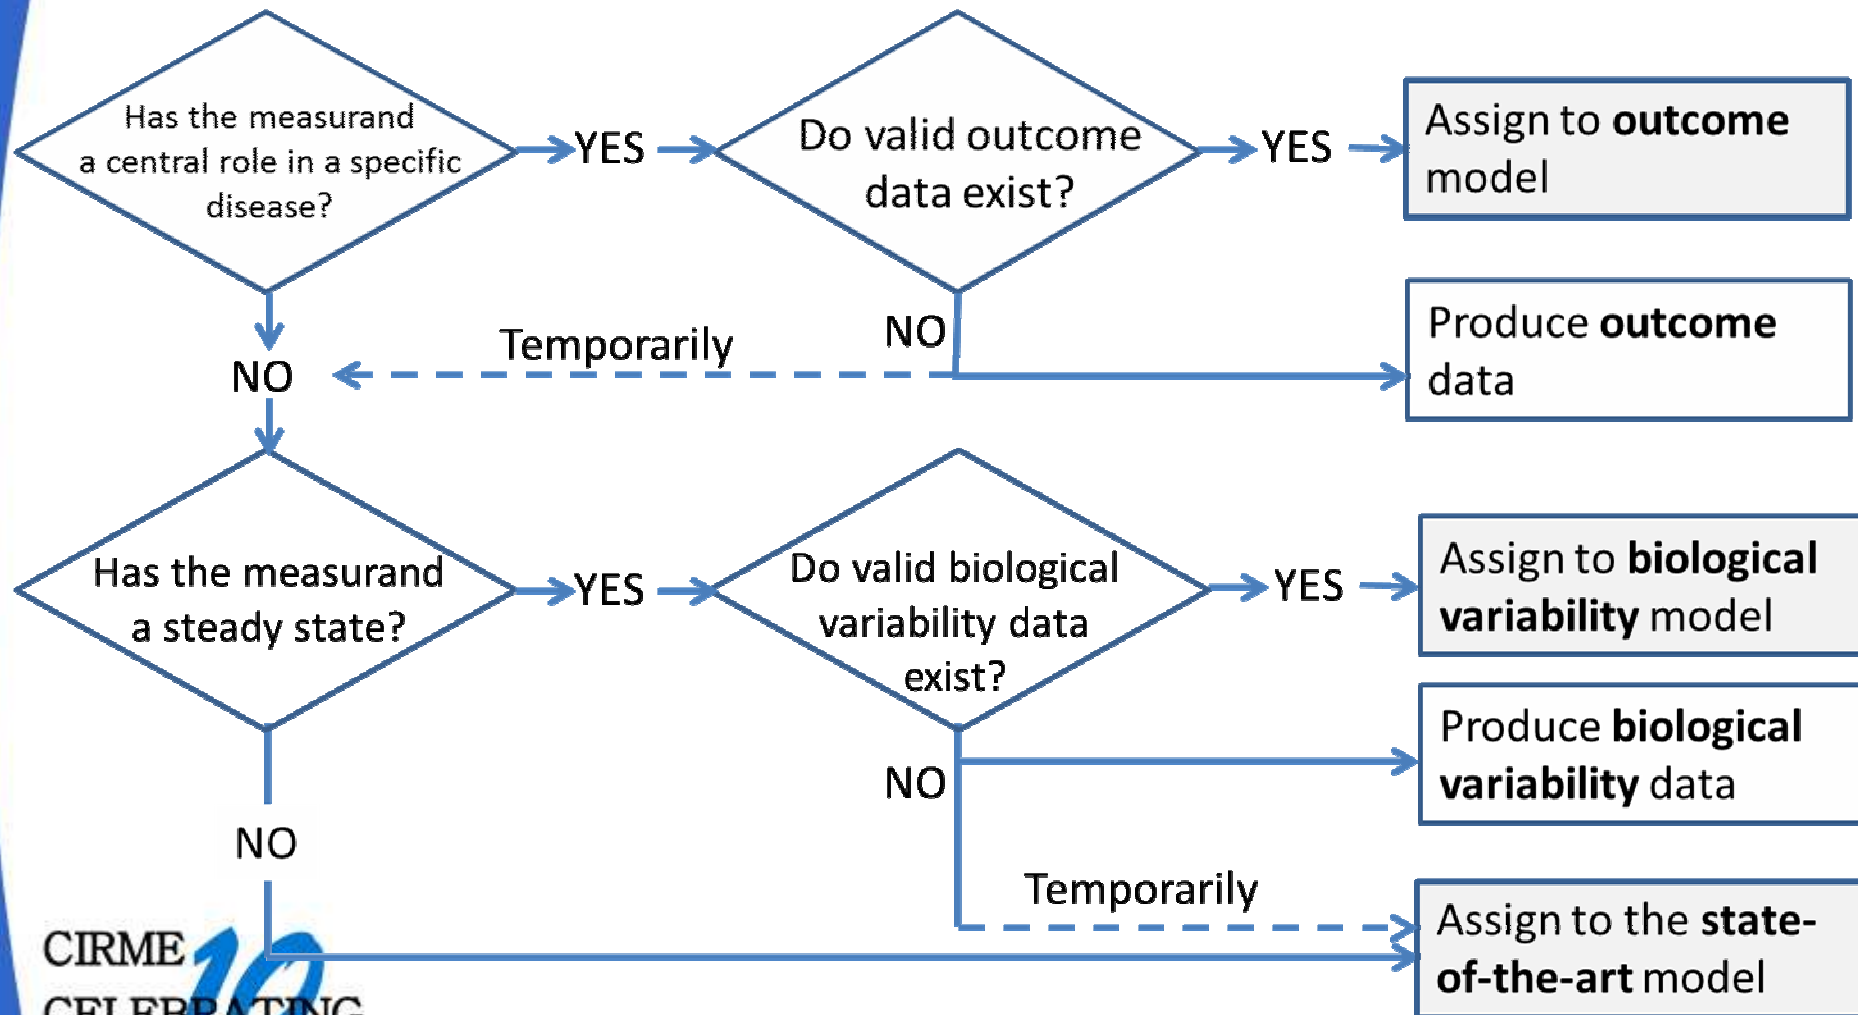 Has the measurand
a central role in a specific
disease?
YES
Do valid outcome
data exist?
YES
Assign to outcome
model
NO
Temporarily
NO
Produce outcome
data
Has the measurand
a steady state?
YES
Do valid biological
variability data
exist?
YES
Assign to biological
variability model
NO
Produce biological
variability data
NO
Temporarily
Assign to the state-
of-the-art model
CIRME 10
CELEBRATING